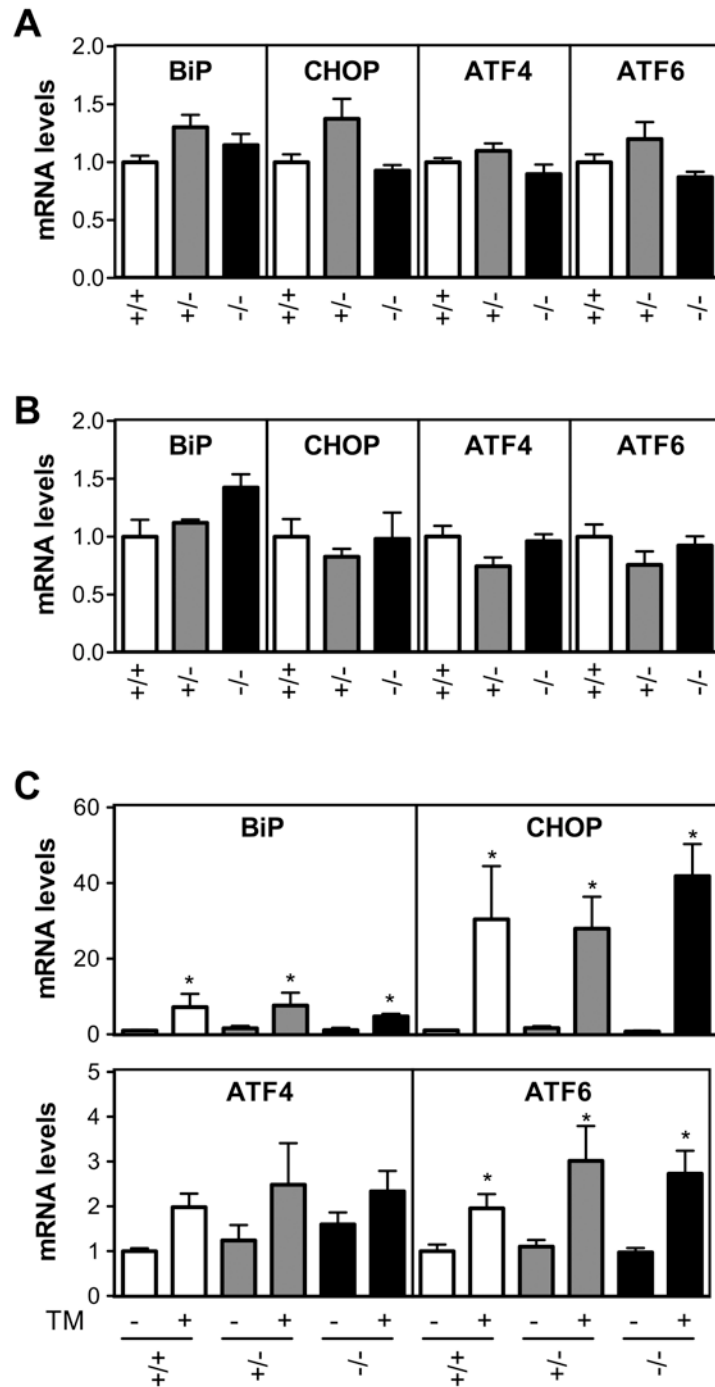 A
2.0
BiP CHOP ATF4 ATF6
1.5
1.0
0.5
0.0
mRNA levels
+/+ +/- -/- +/+ +/- -/- +/+ +/- -/- +/+ +/- -/-
B
2.0
BiP CHOP ATF4 ATF6
1.5
1.0
0.5
0.0
mRNA levels
+/+ +/- -/- +/+ +/- -/- +/+ +/- -/- +/+ +/- -/-
C
60
BiP CHOP
40
20
0
mRNA levels
* * * * * *
5
ATF4 ATF6
4
3
2
1
0
mRNA levels
* * *
TM - + - + - + - + - + - +
+/+ +/- -/- +/+ +/- -/-